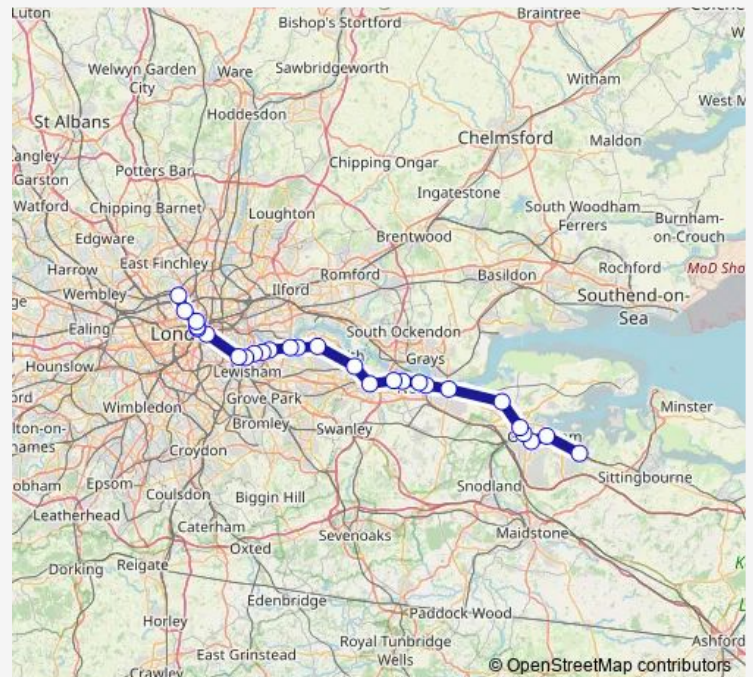 Luton
Bishop's Stortford
Braintree
Welwyn Garden
City
Ware
Sawbridgeworth
Witham
West M
Hoddesdon
St Albans
Chelmsford
Maldon
Potters Bar
Chipping Ongar
Garston
Watford
Chipping Barnet
Loughton
Ingatestone
South Woodham
Ferrers
Burnham-
on-Crouch
Edgware
Brentwood
East Finchley
Harrow
Romford
Basildon
Rochford
MoD Sho
Wembley
Ilford
Southend-on-
Sea
Ealing
Lond
South Ockendon
Hounslow
Lewisham
Grays
Grove Park
Wimbledon
Bromley
Swanley
Minster
Croydon
Epsom
Coulsdon
Biggin Hill
Snodland
Sittingbourne
Leatherhead
Caterham
Sevenoaks
Maidstone
Oxted
Dorking
Reigate
Edenbridge
Paddock Wood
Horley
East Grinstead
Royal Tunbridge
Wells
Ashford
Crawley
© OpenStreetMap contributors